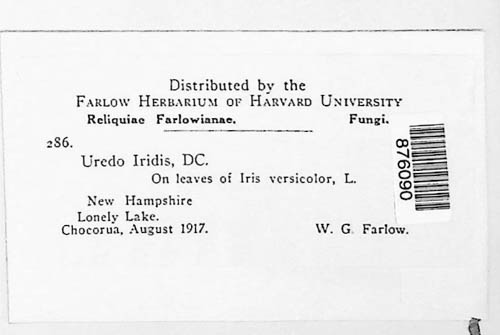 Distributed by the
FARLOW HERBARIUM OF HARVARD UNIVERSITY
Reliquiae Farlowianae. Fungi.
286.
Uredo Iridis, DC.
On leaves of Iris versicolor, L.
New Hampshire
Lonely Lake.
Chocorua, August 1917. W. G. Farlow.
876090